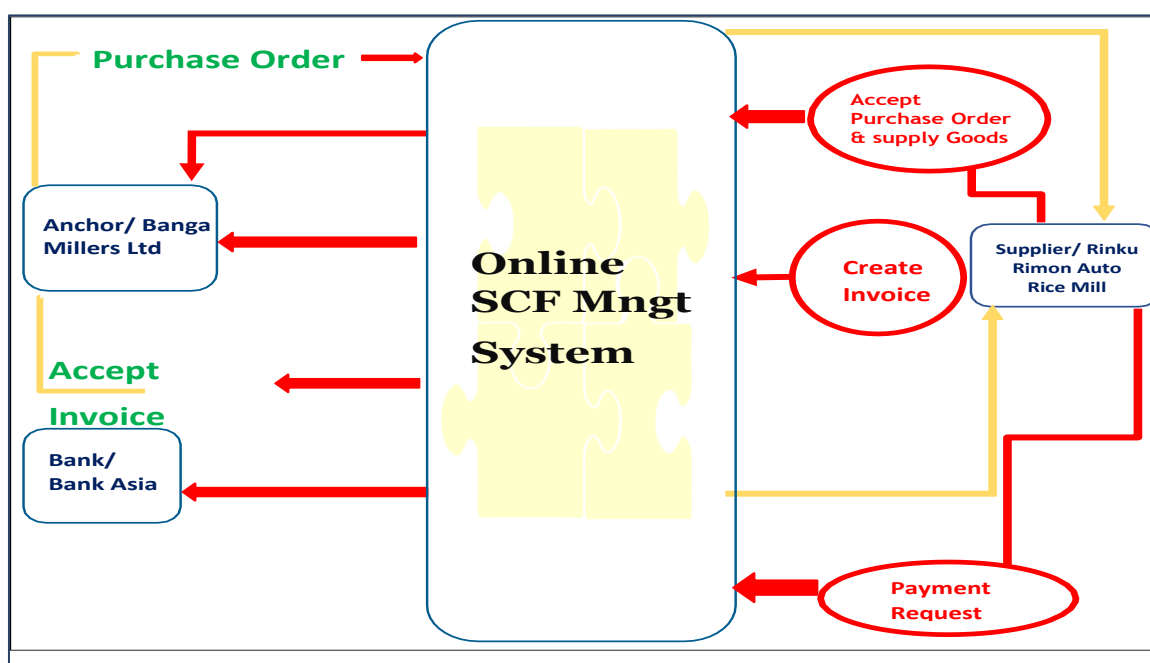 Purchase Order
Anchor/ Banga
Millers Ltd
Accept
Invoice
Bank/
Bank Asia
Online
SCF Mngt
System
Accept
Purchase Order
& supply Goods
Create
Invoice
Supplier/ Rinku
Rimon Auto
Rice Mill
Payment
Request